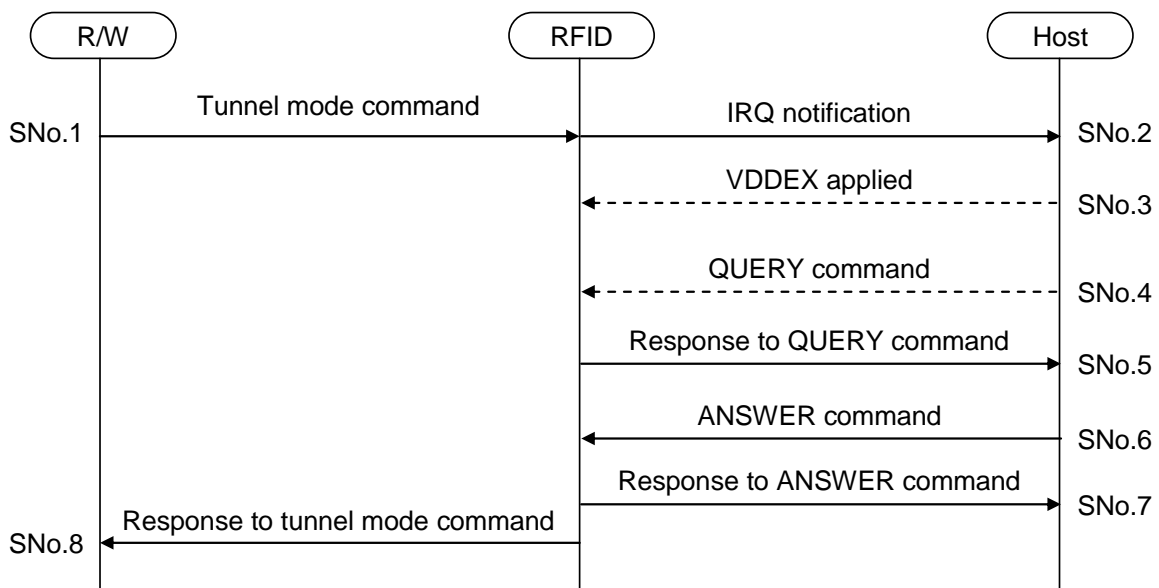 R/W
RFID
Host
Tunnel mode command
IRQ notification
SNo.1
SNo.2
VDDEX applied
SNo.3
QUERY command
SNo.4
Response to QUERY command
SNo.5
ANSWER command
SNo.6
Response to ANSWER command
SNo.7
Response to tunnel mode command
SNo.8